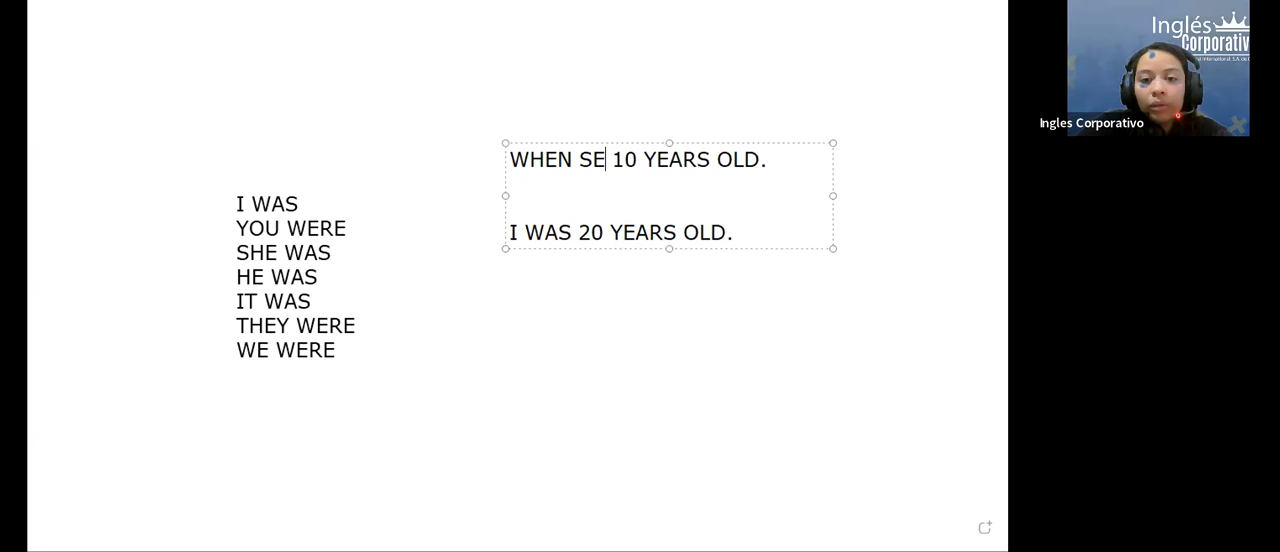 I WAS
YOU WERE
SHE WAS
HE WAS
IT WAS
THEY WERE
WE WERE
WHEN SE 10 YEARS OLD.
I WAS 20 YEARS OLD.
Inglés
Corporativ
Ingles Corporativo